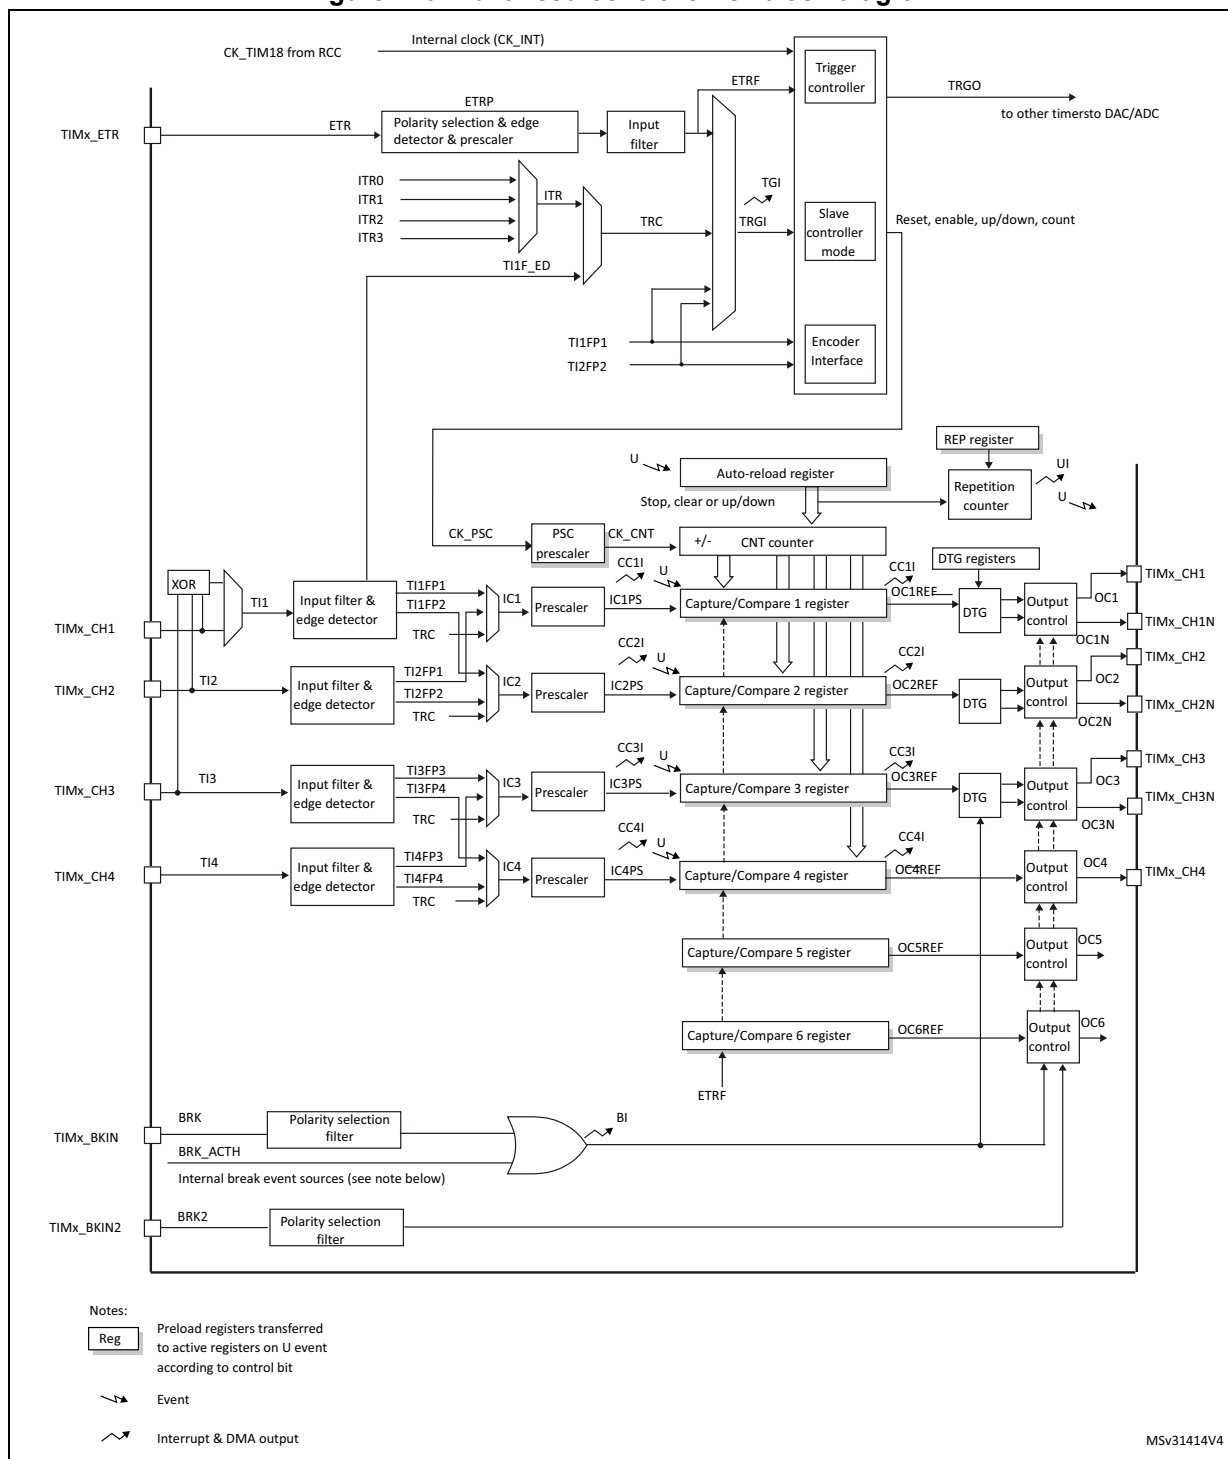 Internal clock (CK_INT)
CK_TIM18 from RCC
Trigger
controller
ETRF
TRGO
to other timersto DAC/ADC
ETRP
TIMx_ETR
ETR
Polarity selection & edge
detector & prescaler
Input
filter
ITR0
ITR1
ITR2
ITR3
ITR
TRC
TGI
TRGI
Slave
controller
mode
Reset, enable, up/down, count
TI1F_ED
TI1FP1
TI2FP2
Encoder
Interface
REP register
U
Auto-reload register
Stop, clear or up/down
Repetition
counter
UI
U
CK_PSC
PSC
prescaler
CK_CNT
+/-
CNT counter
DTG registers
XOR
TI1
TIMx_CH1
Input filter &
edge detector
TI1FP1
TI1FP2
TRC
IC1
Prescaler
CC1I
U
IC1PS
Capture/Compare 1 register
CC1I
OC1REF
DTG
Output
control
OC1
TIMx_CH1
OC1N
TIMx_CH1N
TIMx_CH2
TI2
Input filter &
edge detector
TI2FP1
TI2FP2
TRC
IC2
Prescaler
CC2I
U
IC2PS
Capture/Compare 2 register
CC2I
OC2REF
DTG
Output
control
OC2
TIMx_CH2
OC2N
TIMx_CH2N
TIMx_CH3
TI3
Input filter &
edge detector
TI3FP3
TI3FP4
TRC
IC3
Prescaler
CC3I
U
IC3PS
Capture/Compare 3 register
CC3I
OC3REF
DTG
Output
control
OC3
TIMx_CH3
OC3N
TIMx_CH3N
TIMx_CH4
TI4
Input filter &
edge detector
TI4FP3
TI4FP4
TRC
IC4
Prescaler
CC4I
U
IC4PS
Capture/Compare 4 register
CC4I
OC4REF
Output
control
OC4
TIMx_CH4
Capture/Compare 5 register
OC5REF
Output
control
OC5
Capture/Compare 6 register
OC6REF
Output
control
OC6
ETRF
TIMx_BKIN
BRK
Polarity selection
filter
BI
BRK_ACTH
Internal break event sources (see note below)
TIMx_BKIN2
BRK2
Polarity selection
filter
Notes:
Reg
Preload registers transferred
to active registers on U event
according to control bit
Event
Interrupt & DMA output
MSv31414V4